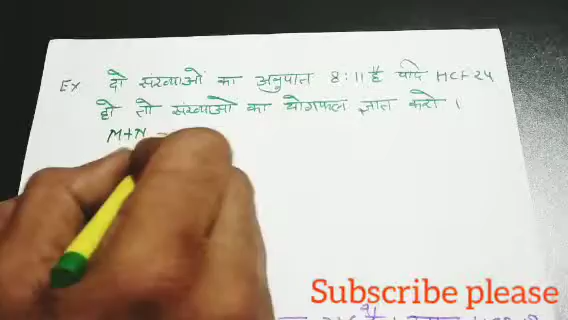 Ex दो संख्याओं का अनुपात 8:11 है यदि HCF 24
हो तो संख्याओ का योगफल ज्ञात करो ।
M+N =
Subscribe please